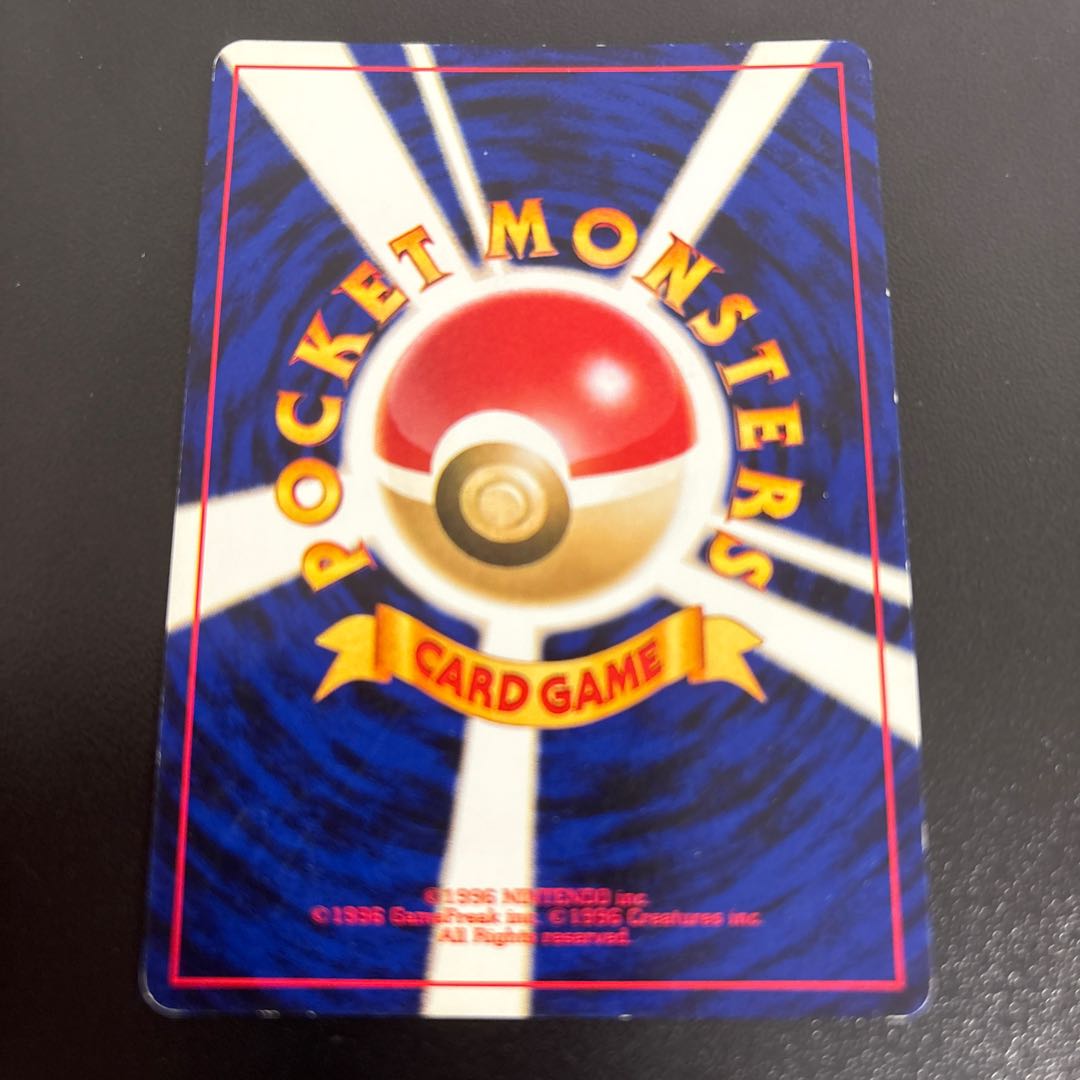 POCKET MONSTERS
CARD GAME
©1996 NINTENDO inc.
©1996 GameFreak inc. ©1996 Creatures inc.
All Rights reserved.